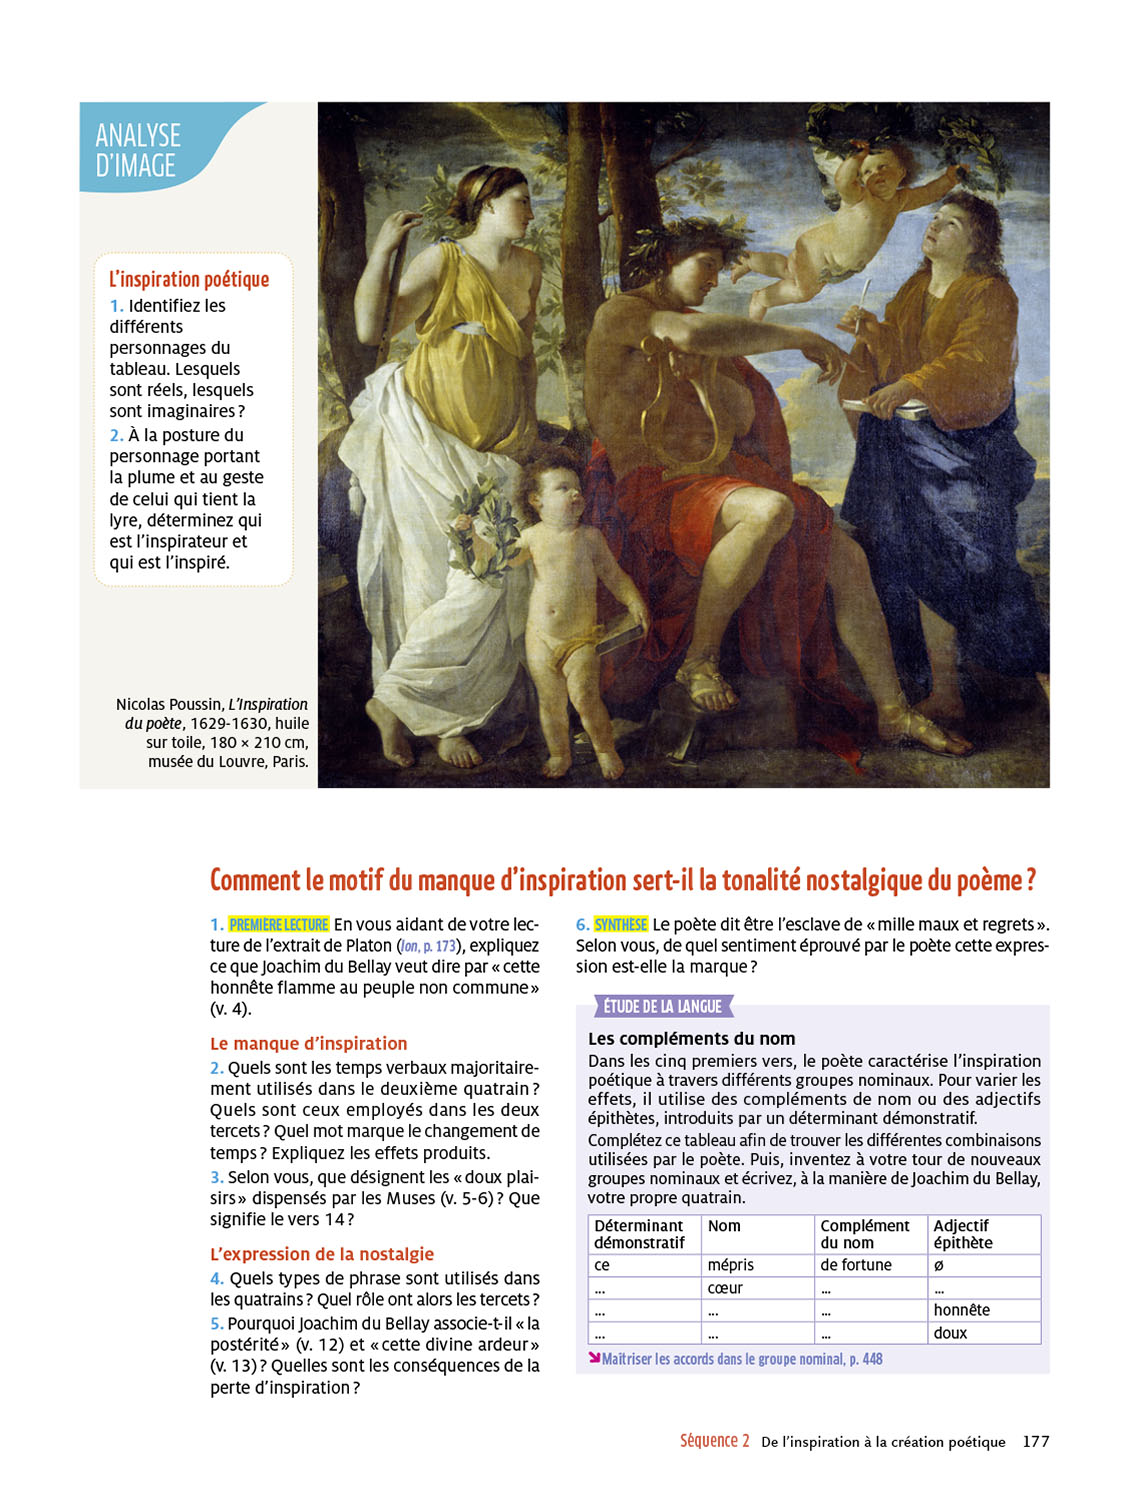 ANALYSE
D'IMAGE
L'inspiration poétique
1. Identifiez les
différents
personnages du
tableau. Lesquels
sont réels, lesquels
sont imaginaires ?
2. À la posture du
personnage portant
la plume et au geste
de celui qui tient la
lyre, déterminez qui
est l'inspirateur et
qui est l'inspiré.
Nicolas Poussin, L'Inspiration
du poète, 1629-1630, huile
sur toile, 180 × 210 cm,
musée du Louvre, Paris.
Comment le motif du manque d'inspiration sert-il la tonalité nostalgique du poème ?
1. PREMIÈRE LECTURE En vous aidant de votre lec-
ture de l'extrait de Platon (Ion, p. 173), expliquez
ce que Joachim du Bellay veut dire par « cette
honnête flamme au peuple non commune »
(v. 4).
Le manque d'inspiration
2. Quels sont les temps verbaux majoritaire-
ment utilisés dans le deuxième quatrain ?
Quels sont ceux employés dans les deux
tercets ? Quel mot marque le changement de
temps ? Expliquez les effets produits.
3. Selon vous, que désignent les « doux plai-
sirs » dispensés par les Muses (v. 5-6) ? Que
signifie le vers 14 ?
L'expression de la nostalgie
4. Quels types de phrase sont utilisés dans
les quatrains ? Quel rôle ont alors les tercets ?
5. Pourquoi Joachim du Bellay associe-t-il « la
postérité » (v. 12) et « cette divine ardeur »
(v. 13) ? Quelles sont les conséquences de la
perte d'inspiration ?
6. SYNTHÈSE Le poète dit être l'esclave de « mille maux et regrets ».
Selon vous, de quel sentiment éprouvé par le poète cette expres-
sion est-elle la marque ?
ÉTUDE DE LA LANGUE
Les compléments du nom
Dans les cinq premiers vers, le poète caractérise l'inspiration
poétique à travers différents groupes nominaux. Pour varier les
effets, il utilise des compléments de nom ou des adjectifs
épithètes, introduits par un déterminant démonstratif.
Complétez ce tableau afin de trouver les différentes combinaisons
utilisées par le poète. Puis, inventez à votre tour de nouveaux
groupes nominaux et écrivez, à la manière de Joachim du Bellay,
votre propre quatrain.
Déterminant démonstratif Nom Complément du nom Adjectif épithète
ce mépris de fortune ø
... cœur ... ...
... ... ... honnête
... ... ... doux
Maîtriser les accords dans le groupe nominal, p. 448
Séquence 2 De l'inspiration à la création poétique 177